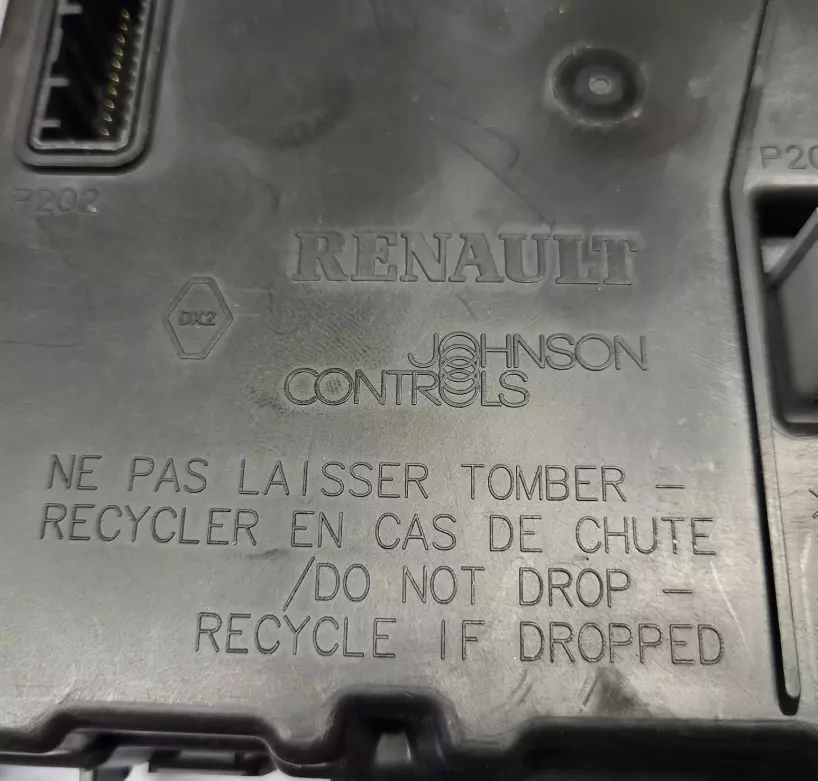 P202
P20
RENAULT
DX2
JOHNSON
CONTROLS
NE PAS LAISSER TOMBER –
RECYCLER EN CAS DE CHUTE
/DO NOT DROP –
RECYCLE IF DROPPED